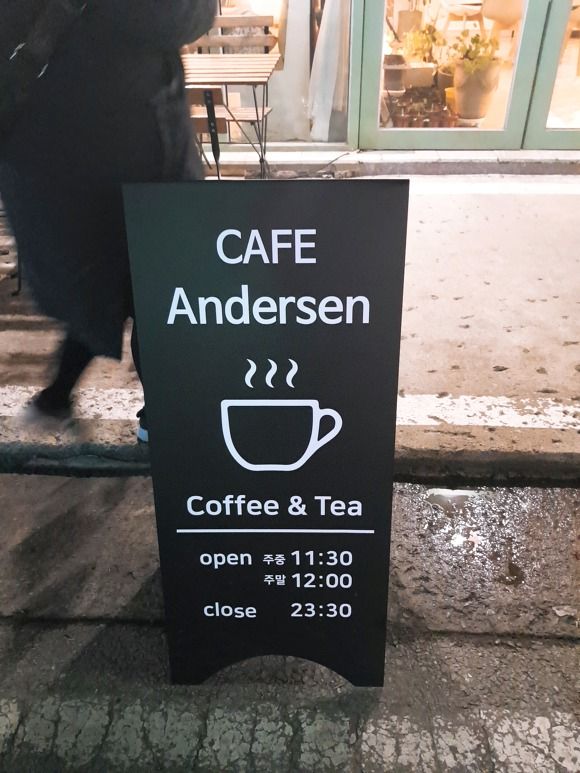 CAFE
Andersen
Coffee & Tea
open 주중 11:30
주말 12:00
close 23:30